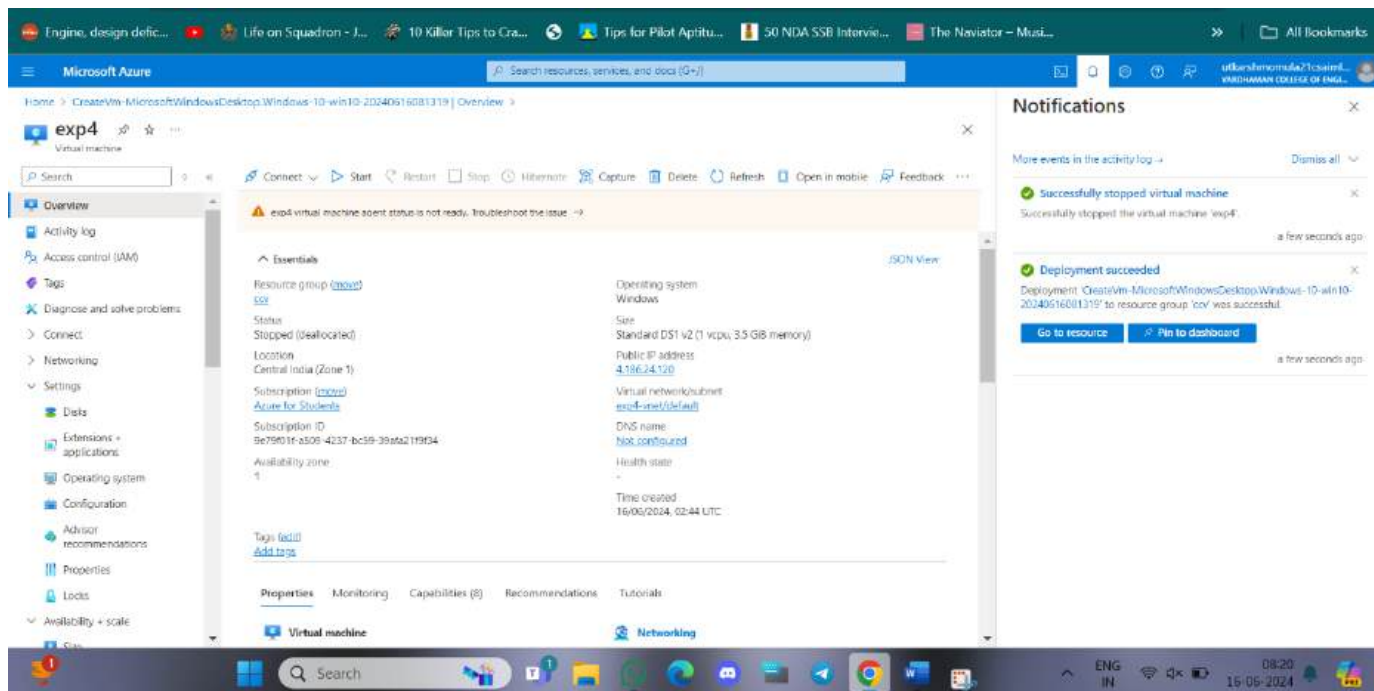 Engine, design defic...
Life on Squadron - J...
10 Killer Tips to Cra...
Tips for Pilot Aptitu...
50 NDA SSB Intervie...
The Naviator – Musi...
»
All Bookmarks
Microsoft Azure
Search resources, services, and docs (G+/)
utkarshmomula21csaiml...
VARDHAMAN COLLEGE OF ENGI...
Home > CreateVm-MicrosoftWindowsDesktop.Windows-10-win10-20240616081319 | Overview >
exp4
Virtual machine
Search
Connect
Start
Restart
Stop
Hibernate
Capture
Delete
Refresh
Open in mobile
Feedback
exp4 virtual machine agent status is not ready. Troubleshoot the issue →
Overview
Activity log
Access control (IAM)
Tags
Diagnose and solve problems
Connect
Networking
Settings
Disks
Extensions +
applications
Operating system
Configuration
Advisor
recommendations
Properties
Locks
Availability + scale
Size
Essentials
JSON View
Resource group (move)
ccv
Status
Stopped (deallocated)
Location
Central India (Zone 1)
Subscription (move)
Azure for Students
Subscription ID
Availability zone
1
Operating system
Windows
Size
Standard DS1 v2 (1 vcpu, 3.5 GiB memory)
Public IP address
4.186.24.120
Virtual network/subnet
exp4-vnet/default
DNS name
Not configured
Health state
-
Time created
16/06/2024, 02:44 UTC
Tags (edit)
Add tags
Properties
Monitoring
Capabilities (8)
Recommendations
Tutorials
Virtual machine
Networking
Notifications
More events in the activity log →
Dismiss all
Successfully stopped virtual machine
Successfully stopped the virtual machine 'exp4'.
a few seconds ago
Deployment succeeded
Deployment 'CreateVm-MicrosoftWindowsDesktop.Windows-10-win10-
20240616081319' to resource group 'ccv' was successful.
Go to resource
Pin to dashboard
a few seconds ago
Search
ENG
IN
08:20
16-06-2024